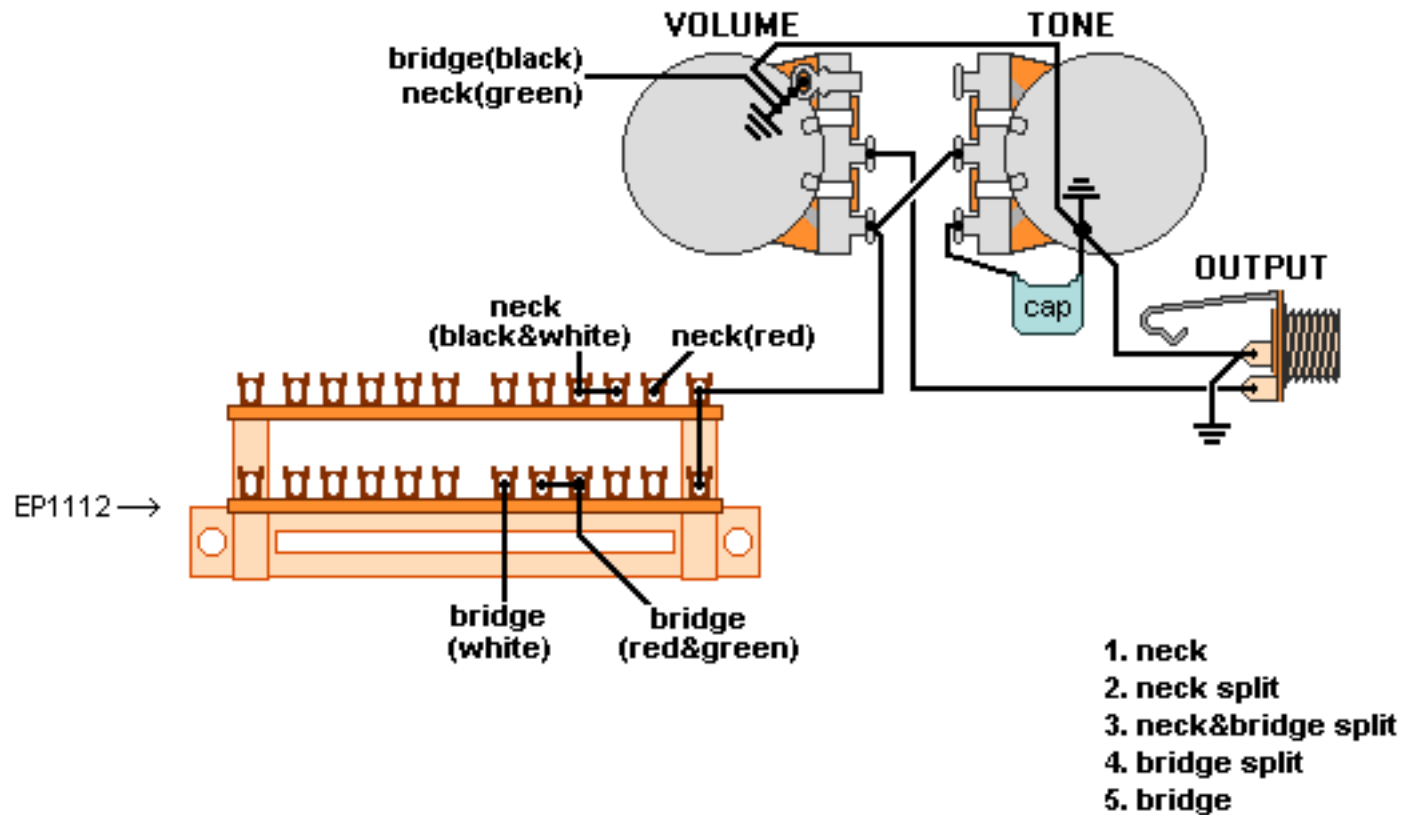 VOLUME
TONE
bridge(black)
neck(green)
OUTPUT
cap
neck
(black&white)
neck(red)
EP1112 →
bridge
(white)
bridge
(red&green)
1. neck
2. neck split
3. neck&bridge split
4. bridge split
5. bridge